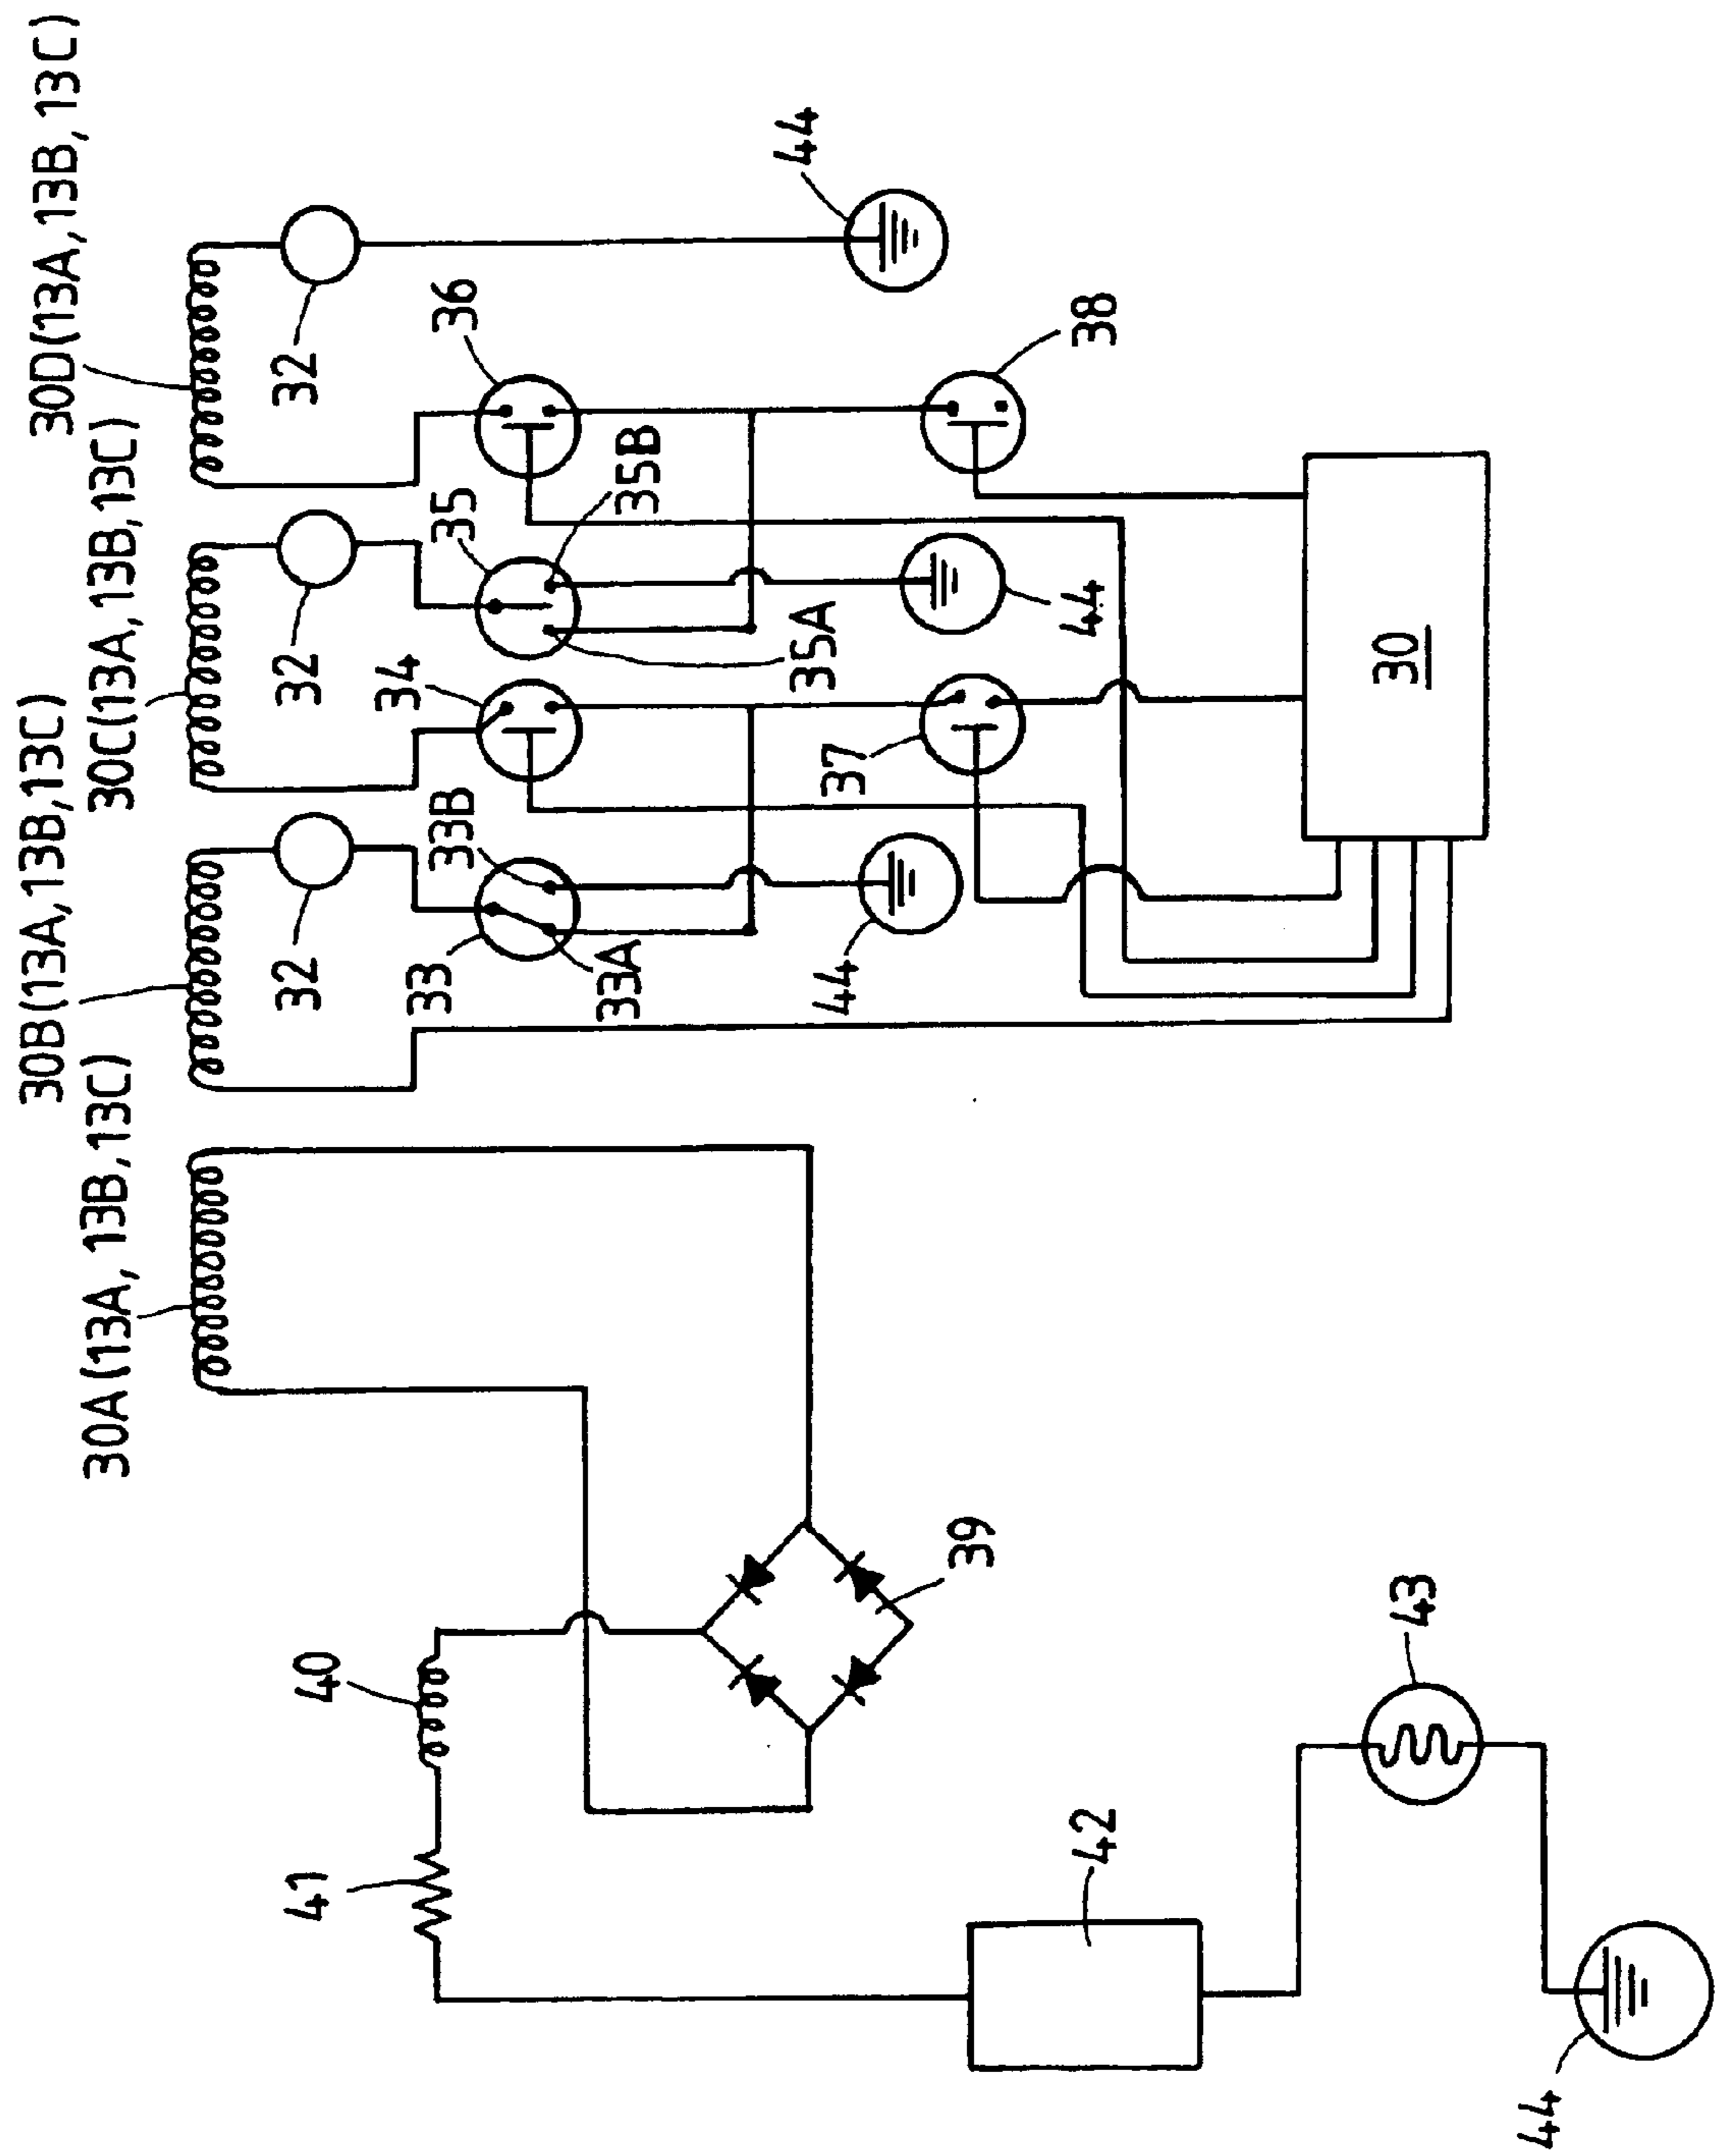 30A(13A, 13B,13C)
30B(13A,13B,13C)
30C(13A,13B,13C)
30D(13A,13B,13C)
32
32
32
33
33A
33B
34
35
35A
35B
36
37
38
44
44
44
30
39
40
41
42
43
44